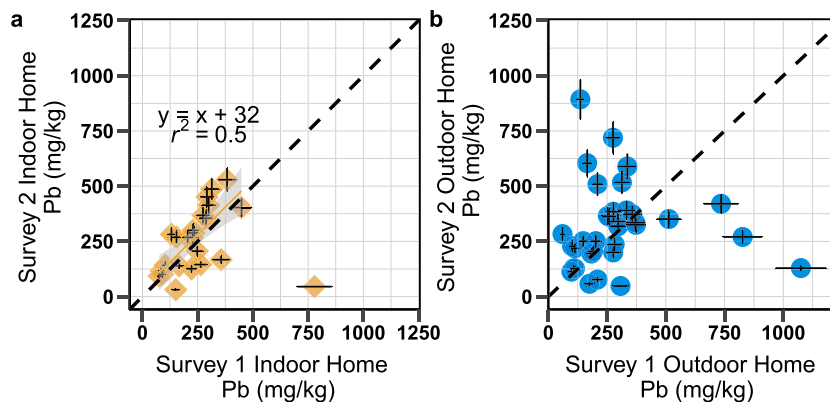 a
1250
1000
750
500
250
0
Survey 2 Indoor Home
Pb (mg/kg)
y = x + 32
r² = 0.5
0 250 500 750 1000 1250
Survey 1 Indoor Home
Pb (mg/kg)
b
1250
1000
750
500
250
0
Survey 2 Outdoor Home
Pb (mg/kg)
0 250 500 750 1000
Survey 1 Outdoor Home
Pb (mg/kg)